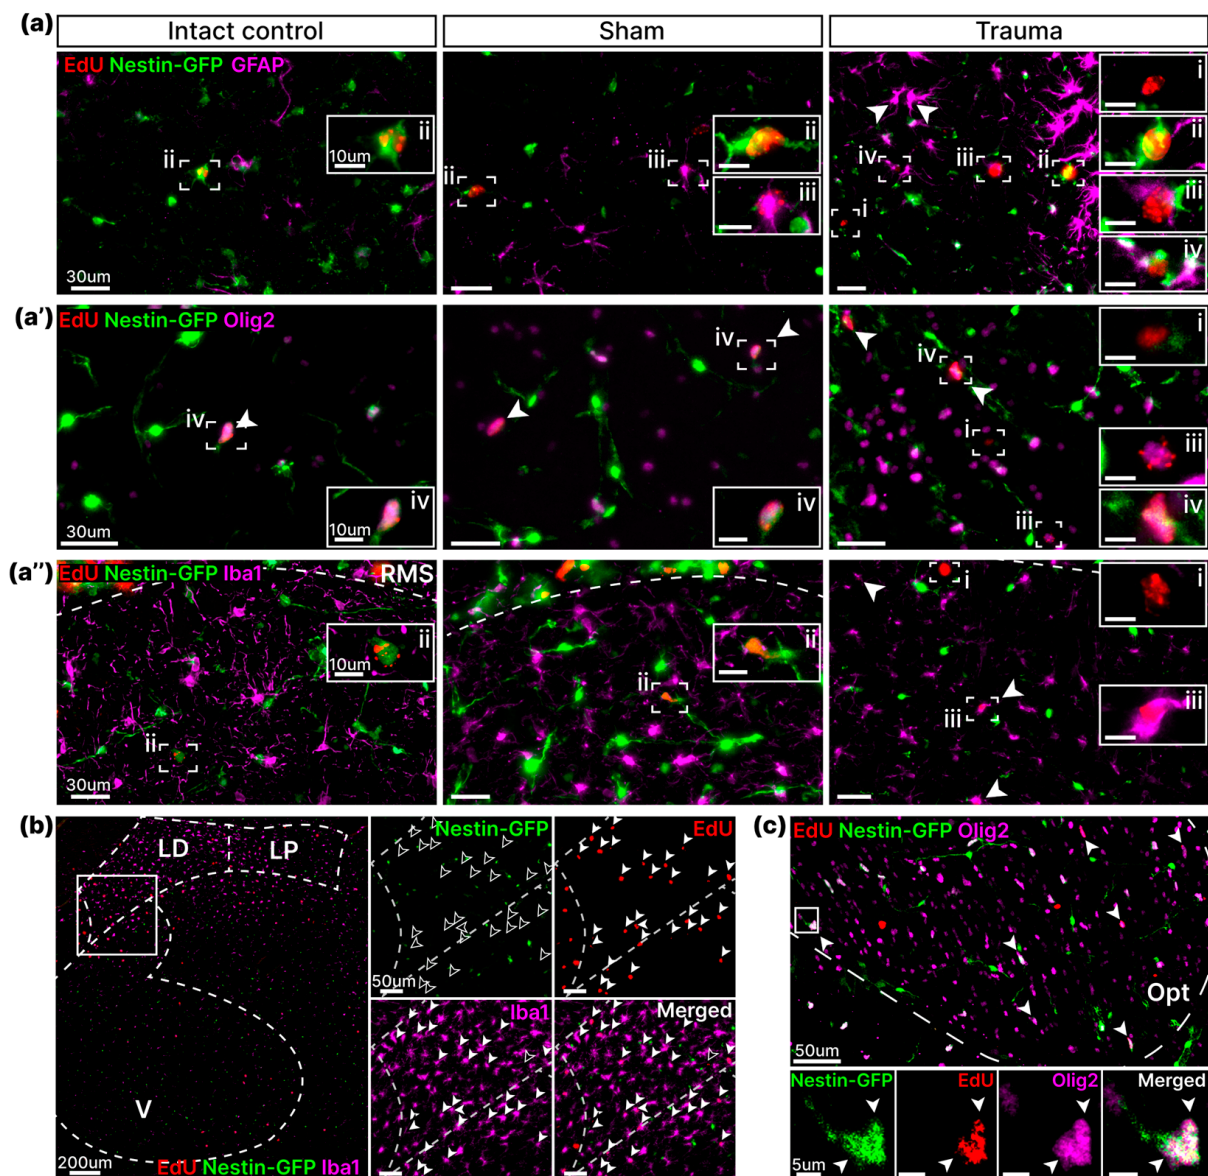 (a)
Intact control
Sham
Trauma
EdU Nestin-GFP GFAP
ii
ii
10um
30um
ii
iii
ii
iii
iv
iii
ii
i
i
ii
iii
iv
(a')
EdU Nestin-GFP Olig2
iv
iv
10um
30um
iv
iv
iv
i
iii
i
iii
iv
(a'')
EdU Nestin-GFP Iba1
RMS
ii
10um
ii
30um
ii
ii
i
iii
i
iii
(b)
LD
LP
V
200um
EdU Nestin-GFP Iba1
Nestin-GFP
50um
EdU
Iba1
Merged
(c)
EdU Nestin-GFP Olig2
Opt
50um
Nestin-GFP
5um
EdU
Olig2
Merged